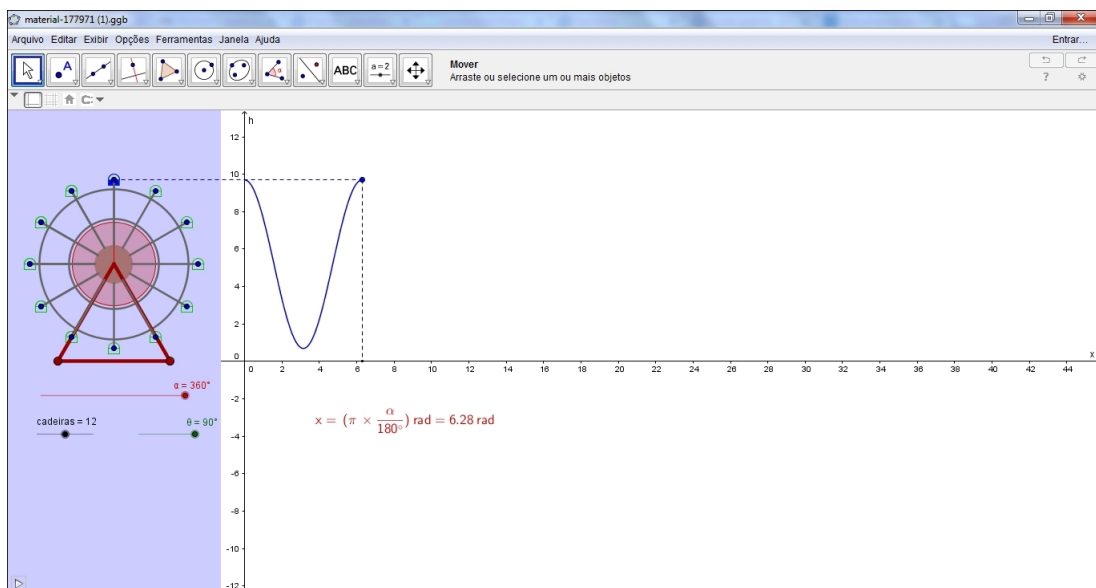 material-177971 (1).ggb
Arquivo Editar Exibir Opções Ferramentas Janela Ajuda
Entrar...
ABC
a=2
Mover
Arraste ou selecione um ou mais objetos
?
h
12
10
8
6
4
2
0
0 2 4 6 8 10 12 14 16 18 20 22 24 26 28 30 32 34 36 38 40 42 44
x
-2
-4
-6
-8
-10
-12
α = 360°
cadeiras = 12
θ = 90°
x = (π × α/180°) rad = 6.28 rad